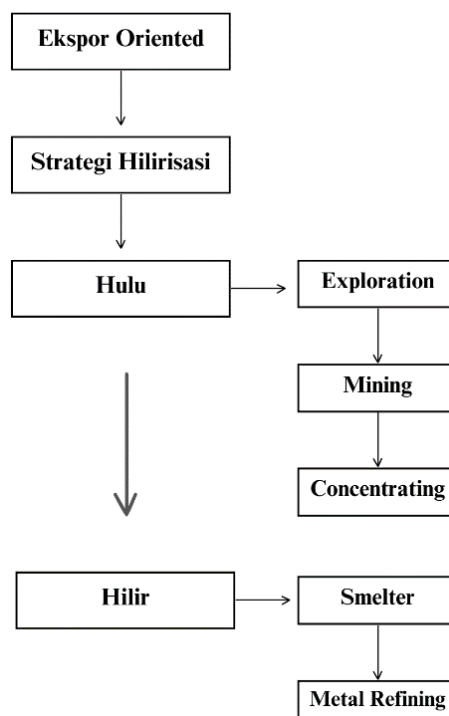 Ekspor Oriented
Strategi Hilirisasi
Hulu
Exploration
Mining
Concentrating
Hilir
Smelter
Metal Refining